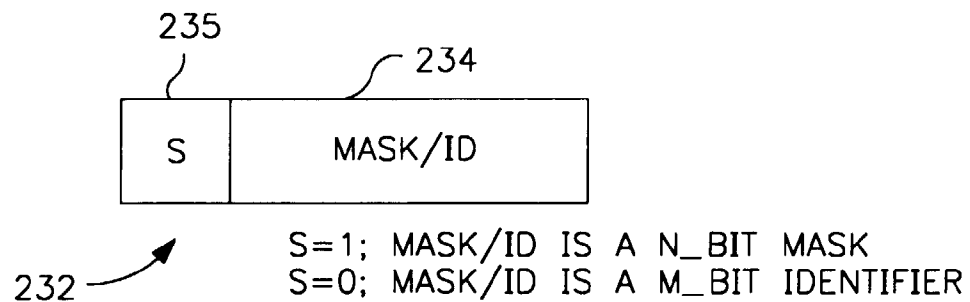 235
234
S
MASK/ID
S=1; MASK/ID IS A N_BIT MASK
S=0; MASK/ID IS A M_BIT IDENTIFIER
232